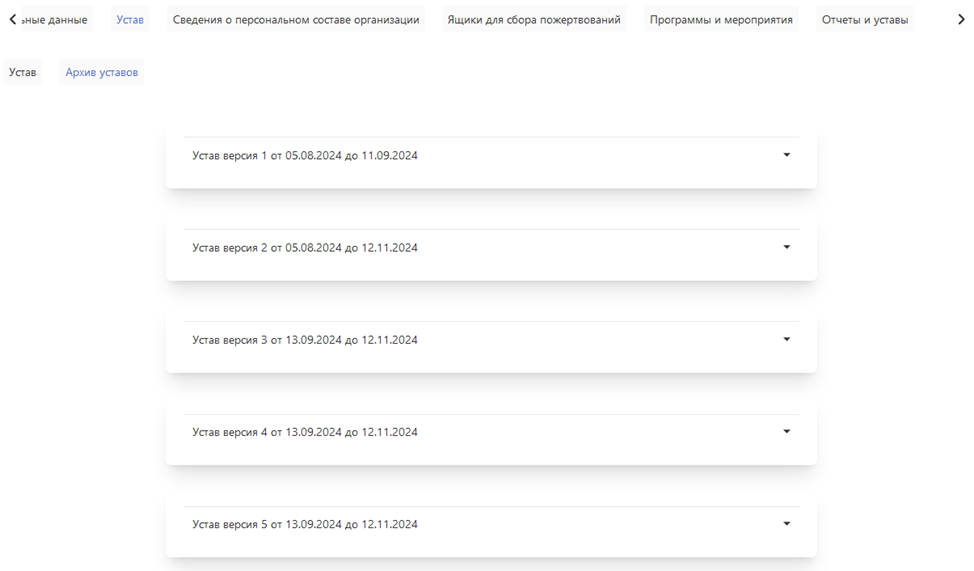 данные
Устав
Сведения о персональном составе организации
Ящики для сбора пожертвований
Программы и мероприятия
Отчеты и уставы
Устав
Архив уставов
Устав версия 1 от 05.08.2024 до 11.09.2024
Устав версия 2 от 05.08.2024 до 12.11.2024
Устав версия 3 от 13.09.2024 до 12.11.2024
Устав версия 4 от 13.09.2024 до 12.11.2024
Устав версия 5 от 13.09.2024 до 12.11.2024